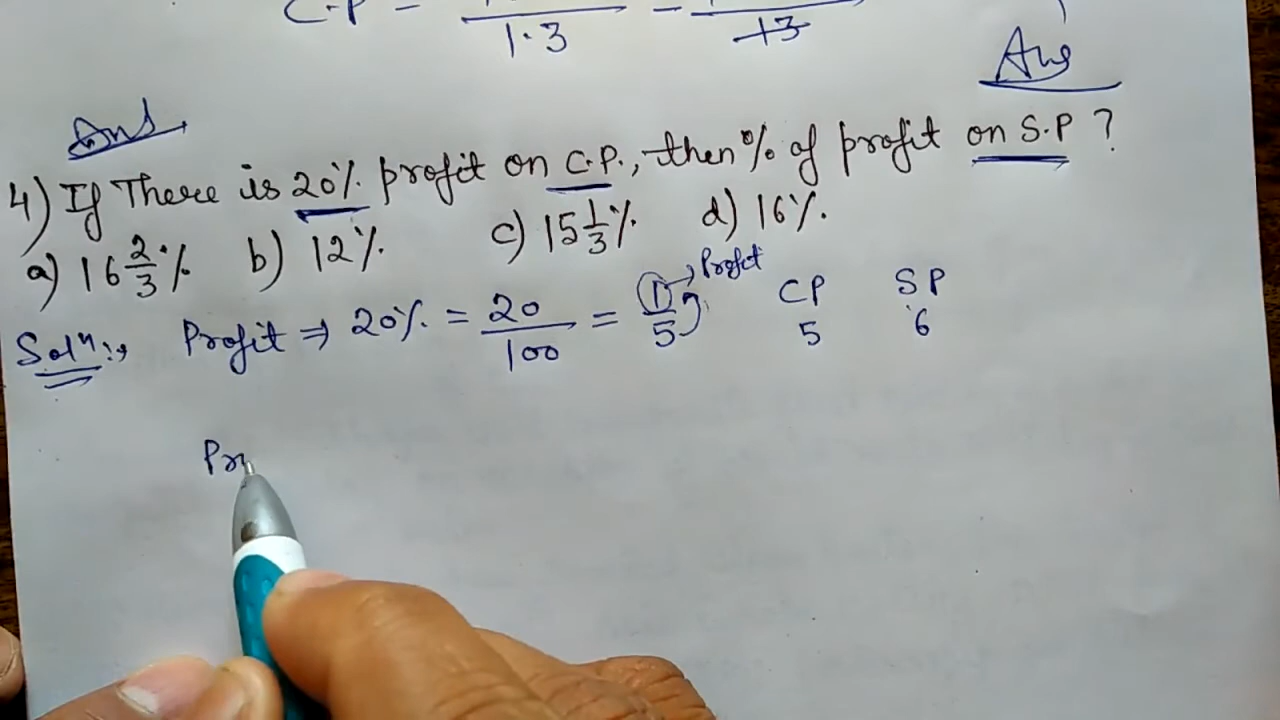 C.P =
1.3 = 13
Ans
Ans
4) If There is 20% profit on C.P., then % of profit on S.P ?
a) 16 2/3 % b) 12% c) 15 1/3 % d) 16%.
Profit
Solⁿ:, Profit ⇒ 20% = 20/100 = 1/5 CP SP
5 6
Pr